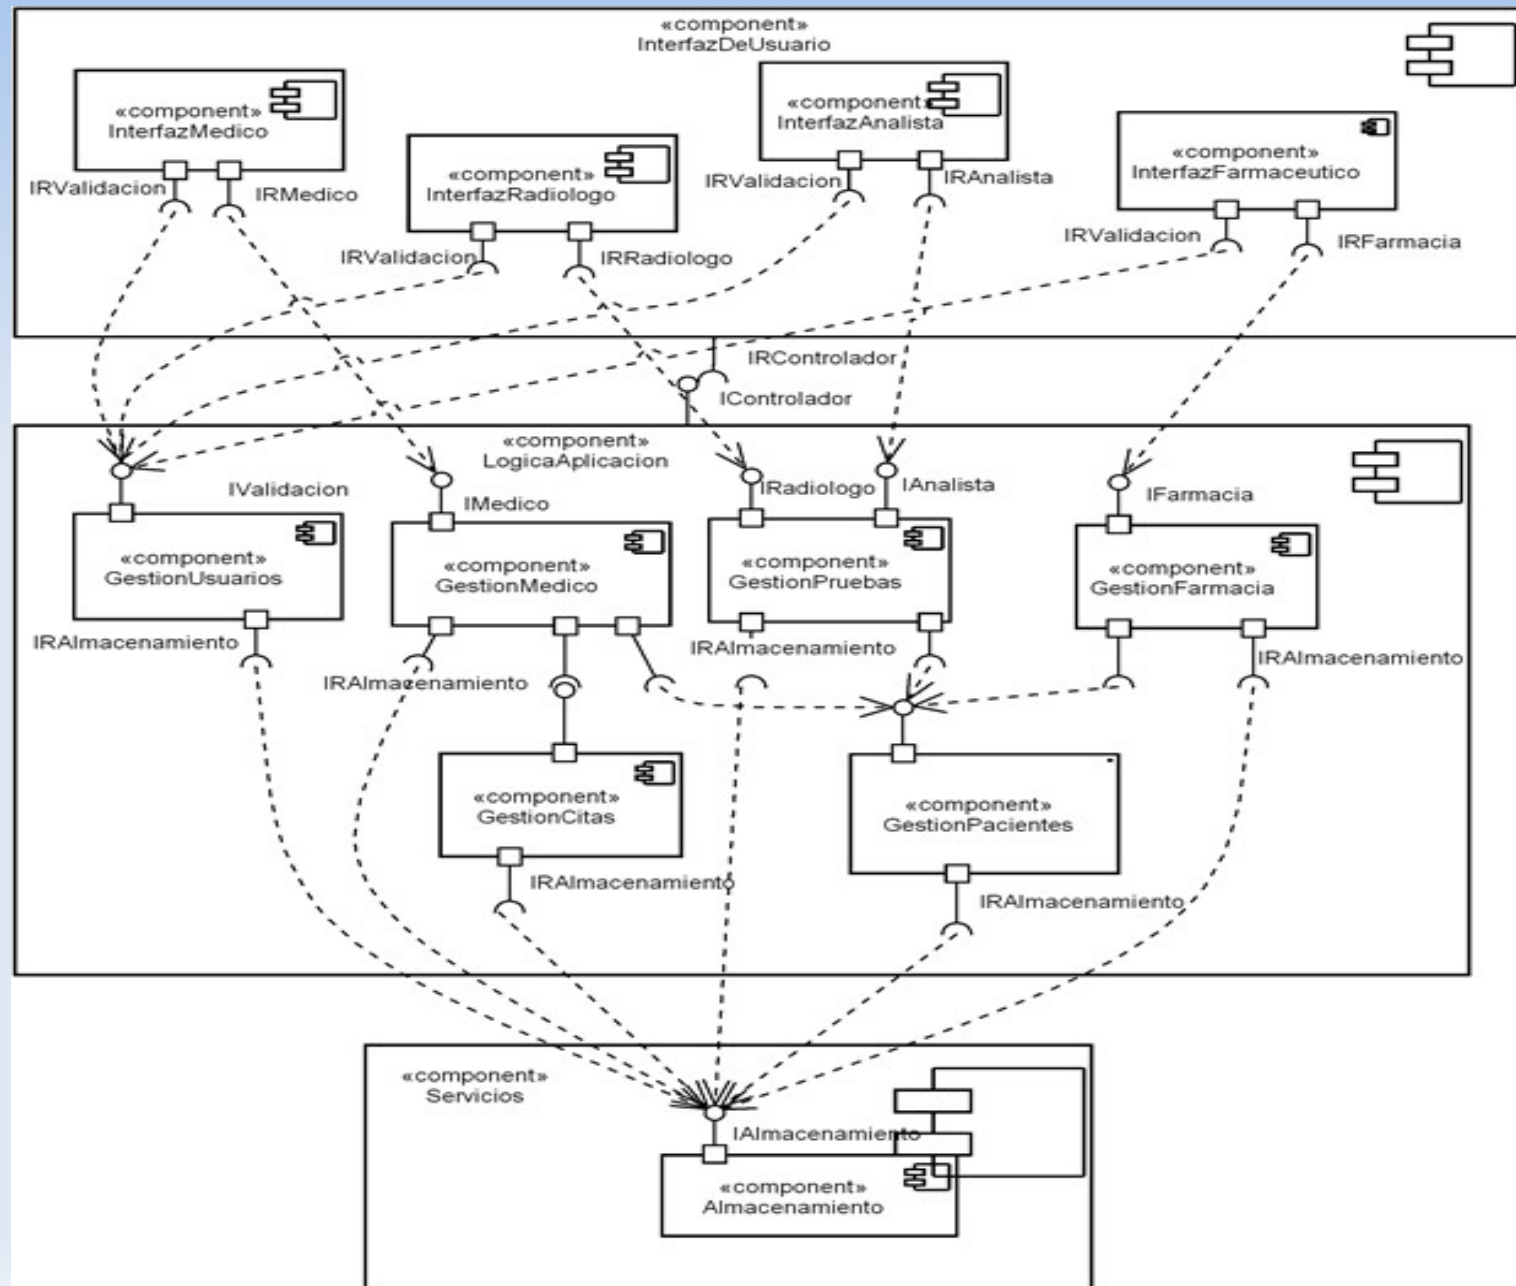 «component»
InterfazDeUsuario
«component»
InterfazMedico
IRValidacion
IRMedico
«component»
InterfazRadiologo
IRValidacion
IRRadiologo
«component»
InterfazAnalista
IRValidacion
IRAnalista
«component»
InterfazFarmaceutico
IRValidacion
IRFarmacia
IRControlador
IControlador
«component»
LogicaAplicacion
IValidacion
IMedico
IRadiologo
IAnalista
IFarmacia
«component»
GestionUsuarios
«component»
GestionMedico
«component»
GestionPruebas
«component»
GestionFarmacia
IRAlmacenamiento
IRAlmacenamiento
IRAlmacenamiento
IRAlmacenamiento
«component»
GestionCitas
«component»
GestionPacientes
IRAlmacenamiento
IRAlmacenamiento
«component»
Servicios
IAlmacenamiento
«component»
Almacenamiento